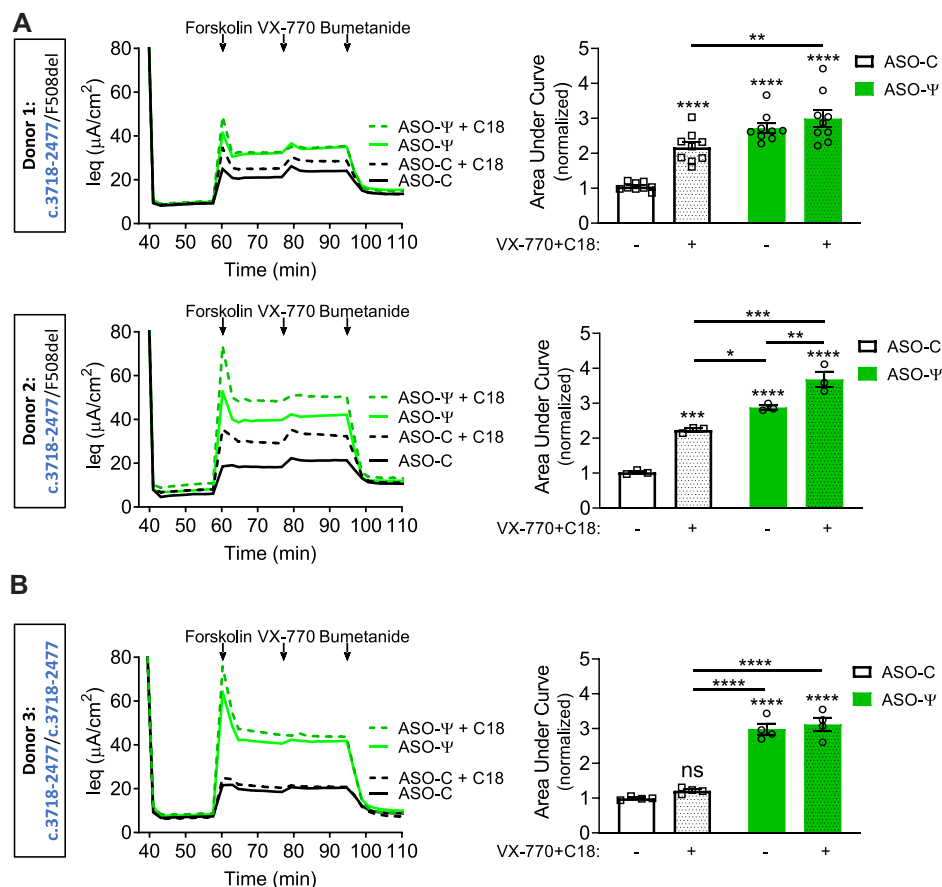 A
Donor 1:
c.3718-2477/F508del
Forskolin VX-770 Bumetanide
Ieq (µA/cm²)
80
60
40
20
0
40 50 60 70 80 90 100 110
Time (min)
ASO-Ψ + C18
ASO-Ψ
ASO-C + C18
ASO-C
Area Under Curve
(normalized)
5
4
3
2
1
0
**
**** **** ****
VX-770+C18: - + - +
ASO-C
ASO-Ψ
Donor 2:
c.3718-2477/F508del
Forskolin VX-770 Bumetanide
Ieq (µA/cm²)
80
60
40
20
0
40 50 60 70 80 90 100 110
Time (min)
ASO-Ψ + C18
ASO-Ψ
ASO-C + C18
ASO-C
Area Under Curve
(normalized)
5
4
3
2
1
0
***
* **
*** **** ****
VX-770+C18: - + - +
ASO-C
ASO-Ψ
B
Donor 3:
c.3718-2477/c.3718-2477
Forskolin VX-770 Bumetanide
Ieq (µA/cm²)
80
60
40
20
0
40 50 60 70 80 90 100 110
Time (min)
ASO-Ψ + C18
ASO-Ψ
ASO-C + C18
ASO-C
Area Under Curve
(normalized)
5
4
3
2
1
0
****
****
ns **** ****
VX-770+C18: - + - +
ASO-C
ASO-Ψ